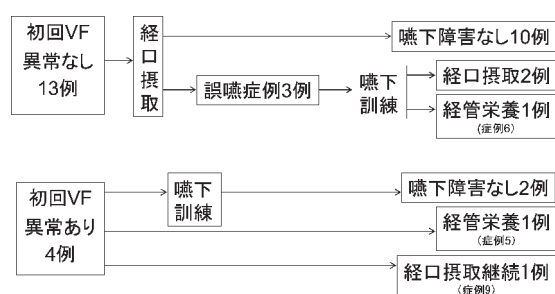 初回VF
異常なし
13例
経口摂取
嚥下障害なし10例
誤嚥症例3例
嚥下
訓練
経口摂取2例
経管栄養1例
(症例6)
初回VF
異常あり
4例
嚥下
訓練
嚥下障害なし2例
経管栄養1例
(症例5)
経口摂取継続1例
(症例9)